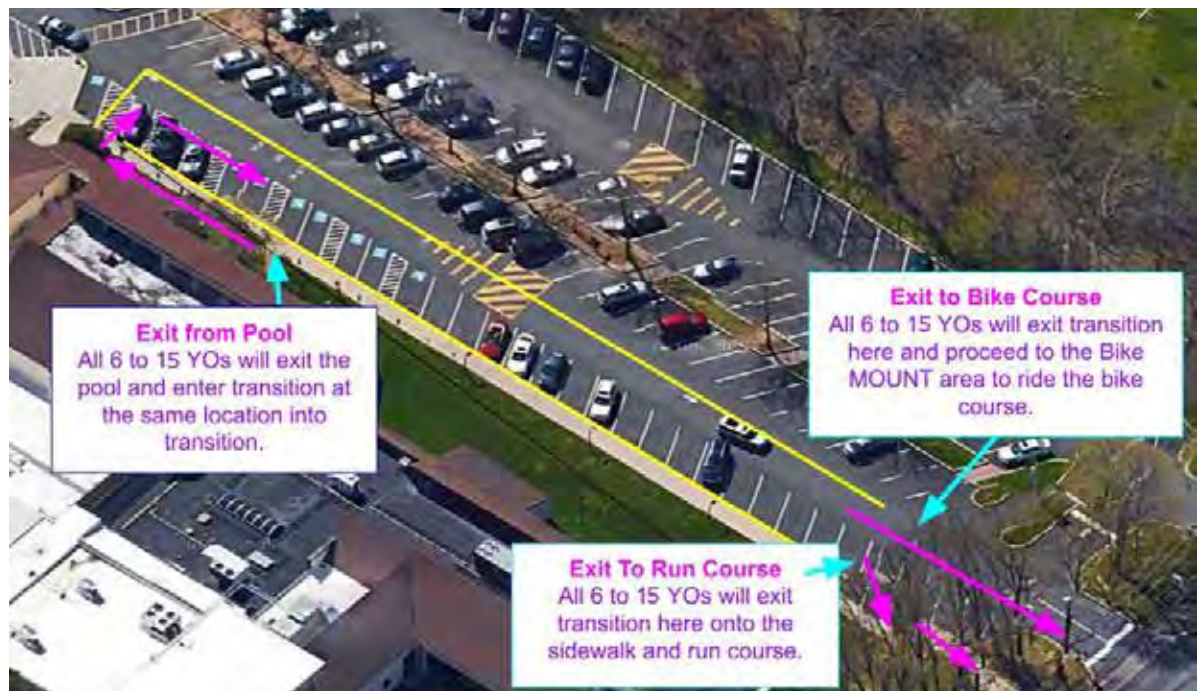 Exit from Pool
All 6 to 15 YOs will exit the
pool and enter transition at
the same location into
transition.
Exit to Bike Course
All 6 to 15 YOs will exit transition
here and proceed to the Bike
MOUNT area to ride the bike
course.
Exit To Run Course
All 6 to 15 YOs will exit
transition here onto the
sidewalk and run course.